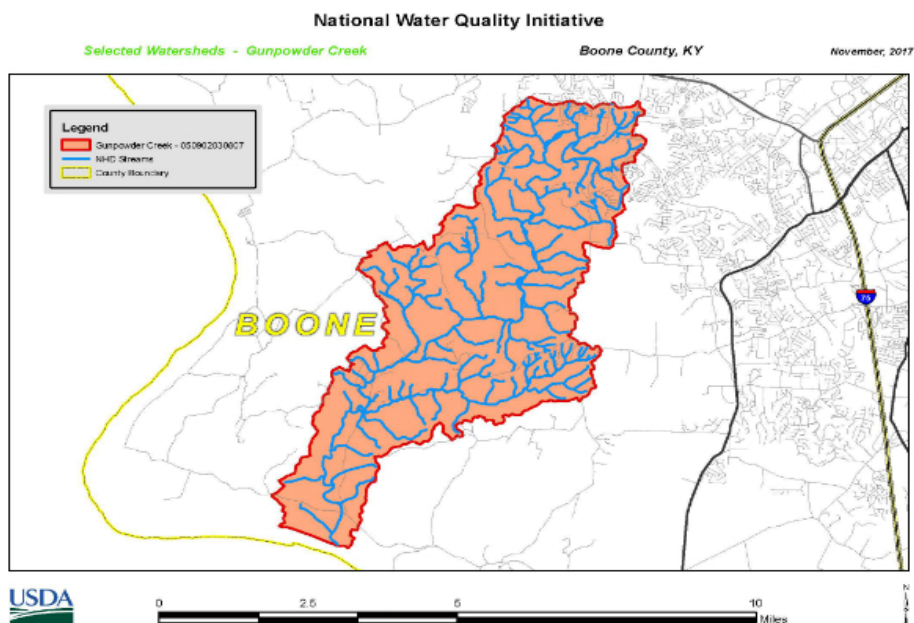 National Water Quality Initiative
Selected Watersheds - Gunpowder Creek Boone County, KY November, 2017
Legend
Gunpowder Creek - 050902030807
NHD Streams
County Boundary
BOONE
75
USDA
0 2.5 5 10
Miles
N